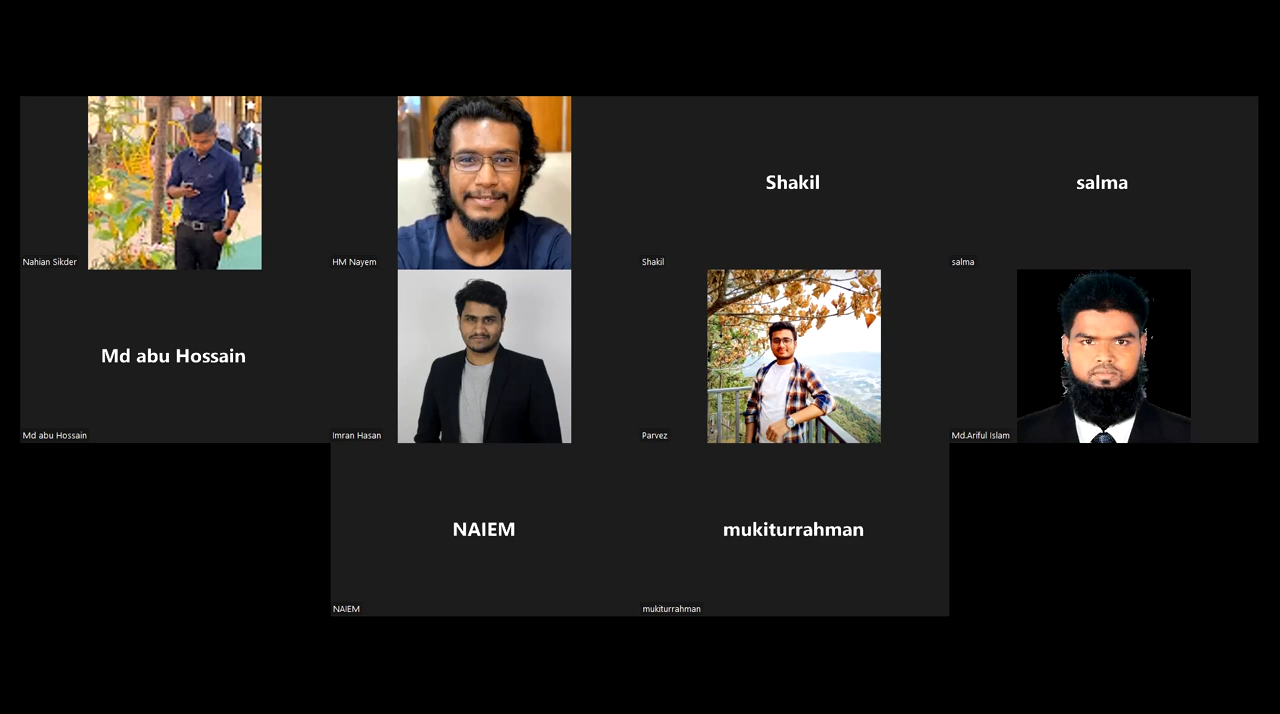 Shakil
salma
Nahian Sikder
HM Nayem
Shakil
salma
Md abu Hossain
Md abu Hossain
Imran Hasan
Parvez
Md.Ariful Islam
NAIEM
mukiturrahman
NAIEM
mukiturrahman